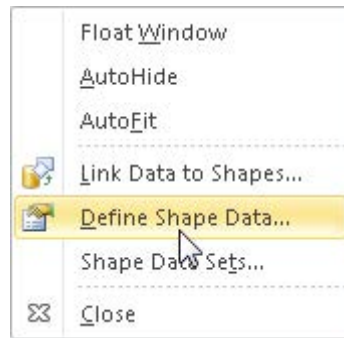 Float Window
AutoHide
AutoFit
Link Data to Shapes...
Define Shape Data...
Shape Data Sets...
Close